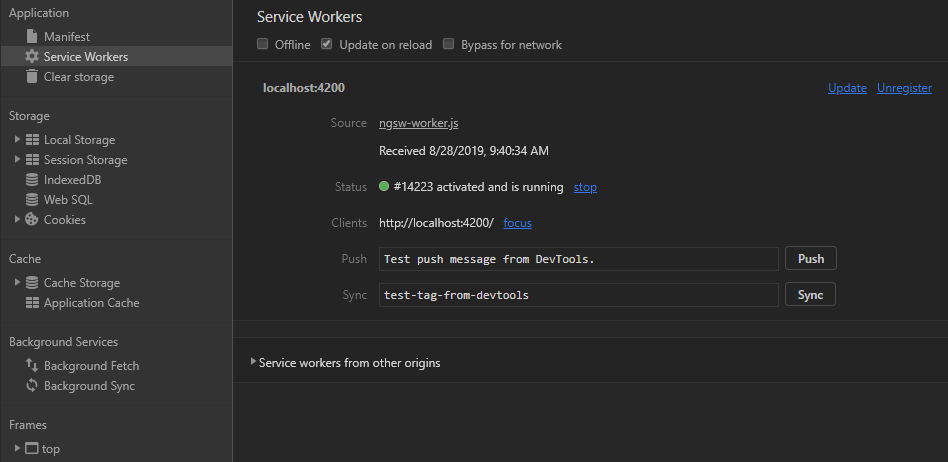 Application
Manifest
Service Workers
Clear storage
Storage
Local Storage
Session Storage
IndexedDB
Web SQL
Cookies
Cache
Cache Storage
Application Cache
Background Services
Background Fetch
Background Sync
Frames
top
Service Workers
Offline Update on reload Bypass for network
localhost:4200 Update Unregister
Source ngsw-worker.js
Received 8/28/2019, 9:40:34 AM
Status #14223 activated and is running stop
Clients http://localhost:4200/ focus
Push Test push message from DevTools. Push
Sync test-tag-from-devtools Sync
Service workers from other origins